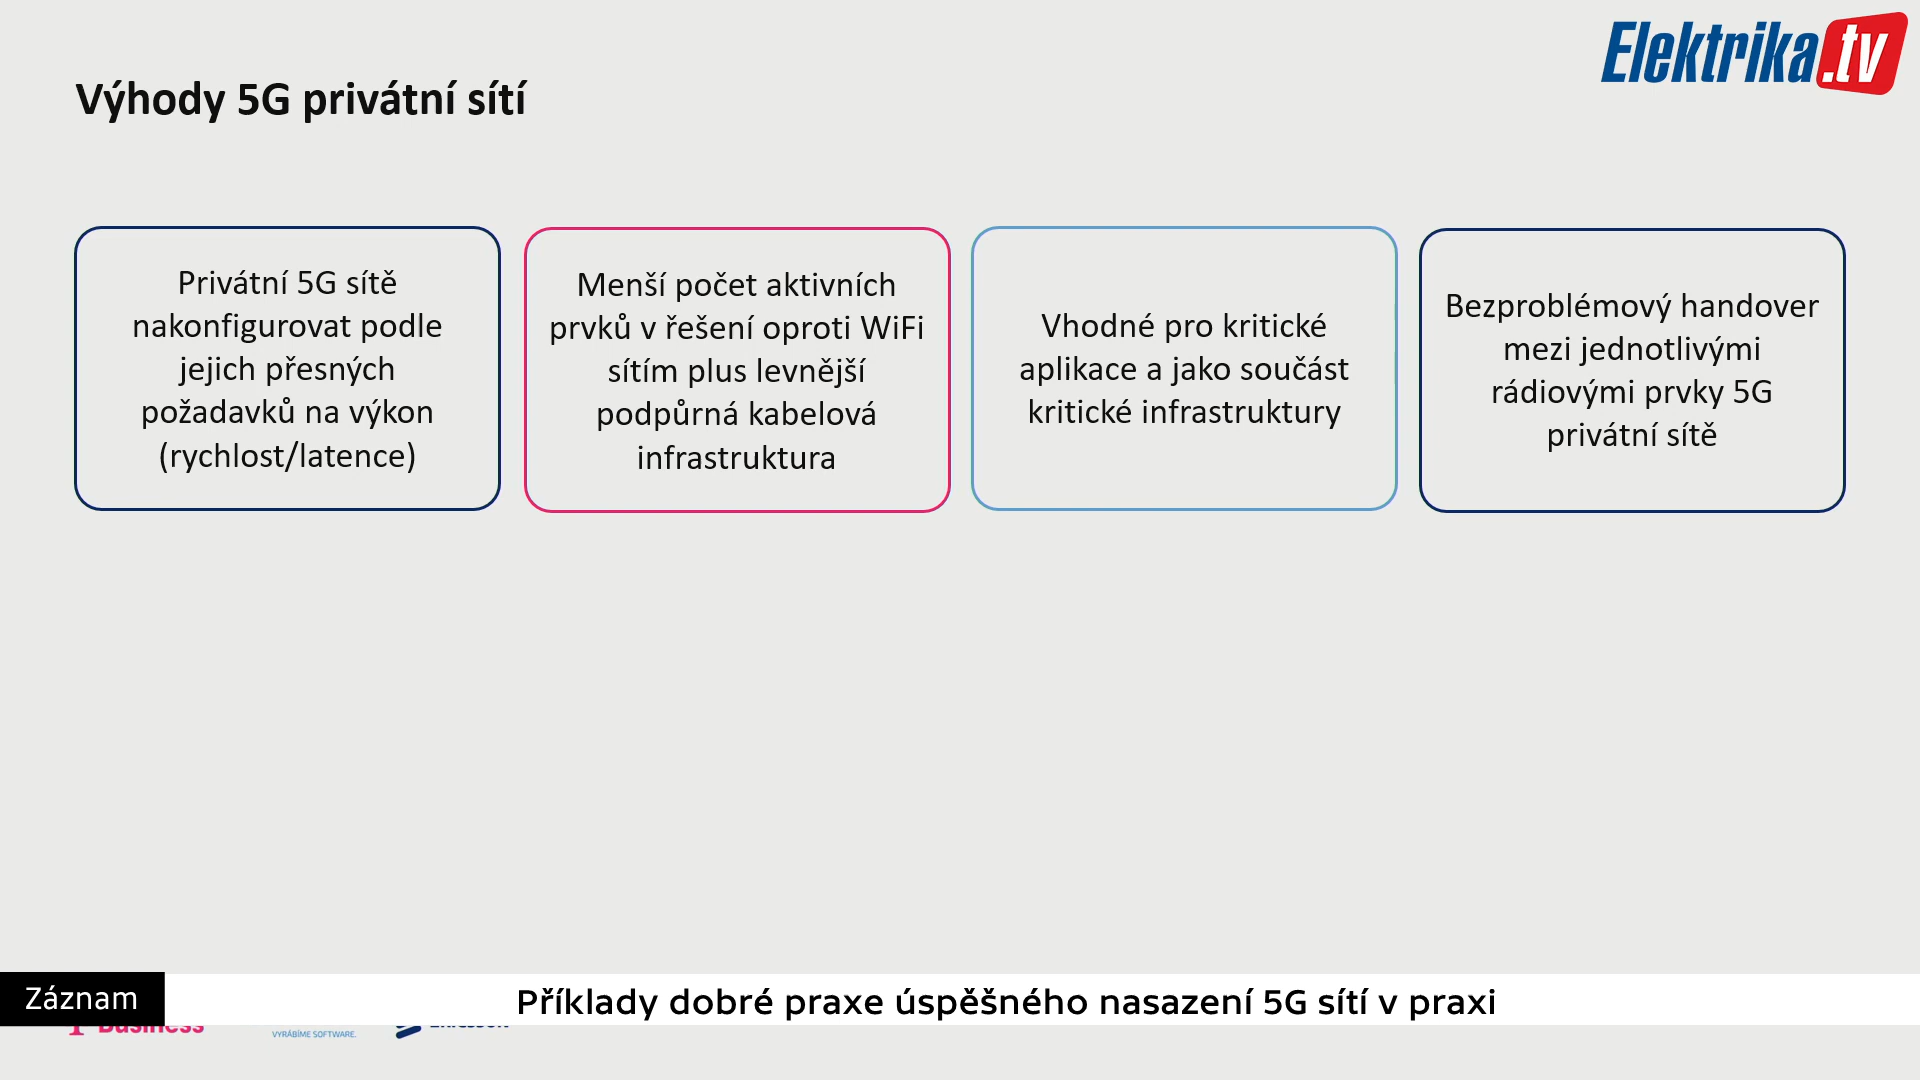 Elektrika.tv
Výhody 5G privátní sítí
Privátní 5G sítě
nakonfigurovat podle
jejich přesných
požadavků na výkon
(rychlost/latence)
Menší počet aktivních
prvků v řešení oproti WiFi
sítím plus levnější
podpůrná kabelová
infrastruktura
Vhodné pro kritické
aplikace a jako součást
kritické infrastruktury
Bezproblémový handover
mezi jednotlivými
rádiovými prvky 5G
privátní sítě
Záznam
Příklady dobré praxe úspěšného nasazení 5G sítí v praxi
Business
VYRÁBÍME SOFTWARE.
ERICSSON